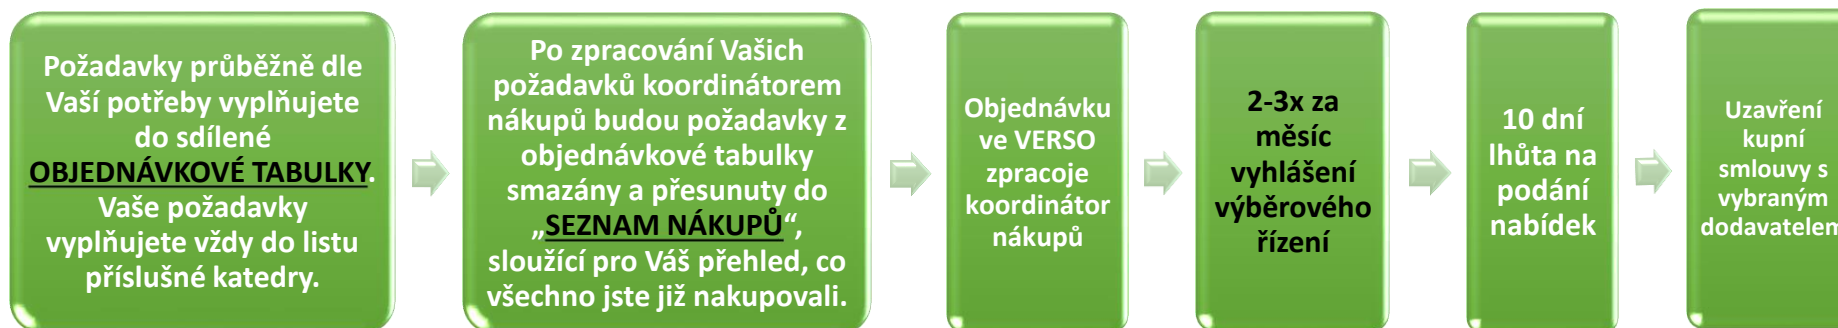 Požadavky průběžně dle
Vaší potřeby vyplňujete
do sdílené
OBJEDNÁVKOVÉ TABULKY.
Vaše požadavky
vyplňujete vždy do listu
příslušné katedry.
Po zpracování Vašich
požadavků koordinátorem
nákupů budou požadavky z
objednávkové tabulky
smazány a přesunuty do
„SEZNAM NÁKUPŮ“,
sloužící pro Váš přehled, co
všechno jste již nakupovali.
Objednávku
ve VERSO
zpracoje
koordinátor
nákupů
2-3x za
měsíc
vyhlášení
výběrového
řízení
10 dní
lhůta na
podání
nabídek
Uzavření
kupní
smlouvy s
vybraným
dodavatelem